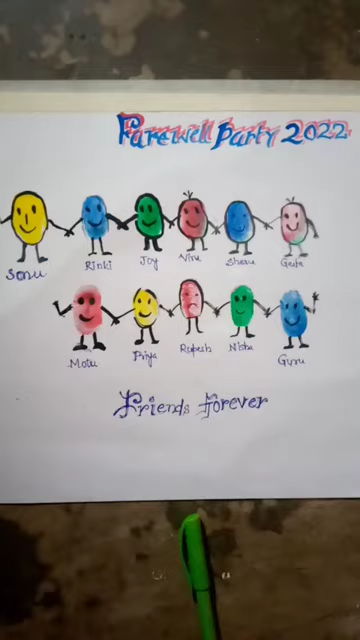 Farewell Party 2022
Sonu Rinki Joy Viru Sheru Geeta
Motu Priya Rupesh Nisha Guru
Friends Forever